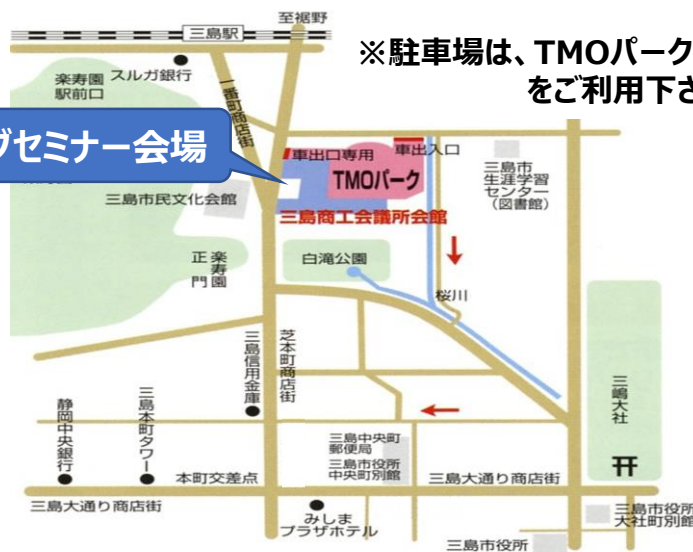 至裾野
三島駅
※駐車場は、TMOパーク
をご利用下さ
楽寿園
駅前口
スルガ銀行
一番町商店街
グセミナー会場
車出口専用
車出入口
TMOパーク
三島市
生涯学習
センター
（図書館）
三島市民文化会館
三島商工会議所会館
楽寿園
正門
白滝公園
桜川
三島信用金庫
芝本町商店街
三嶋大社
静岡中央銀行
三島本町タワー
三島中央町
郵便局
三島市役所
中央町別館
本町交差点
三島大通り商店街
三島大通り商店街
みしま
プラザホテル
三島市役所
三島市役所
大社町別館